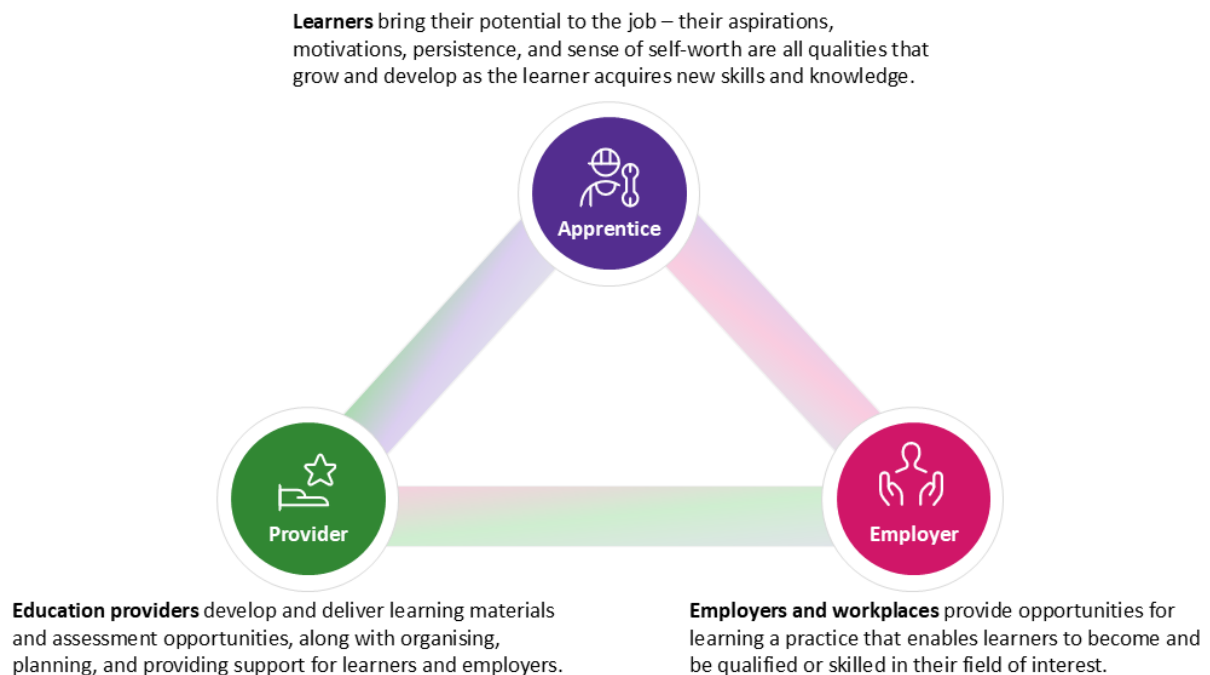 Learners bring their potential to the job – their aspirations,
motivations, persistence, and sense of self-worth are all qualities that
grow and develop as the learner acquires new skills and knowledge.
Apprentice
Provider
Employer
Education providers develop and deliver learning materials
and assessment opportunities, along with organising,
planning, and providing support for learners and employers.
Employers and workplaces provide opportunities for
learning a practice that enables learners to become and
be qualified or skilled in their field of interest.